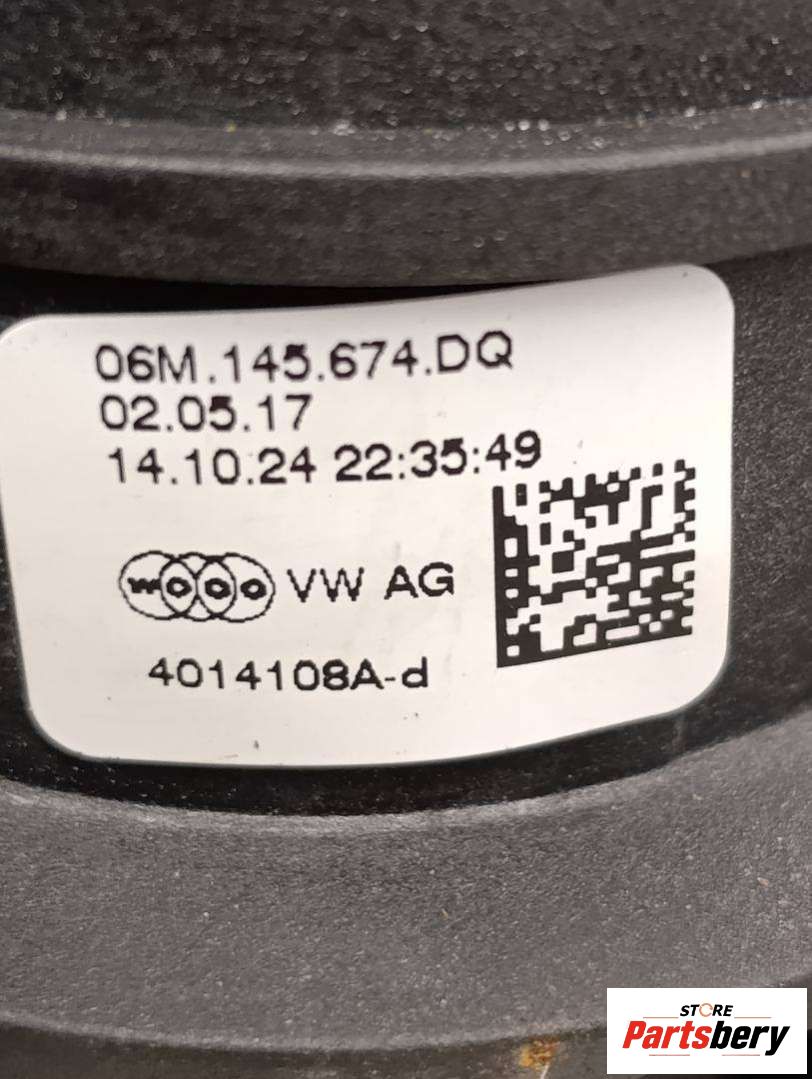 06M.145.674.DQ
02.05.17
14.10.24 22:35:49
VW AG
4014108A-d
STORE
Partsbery